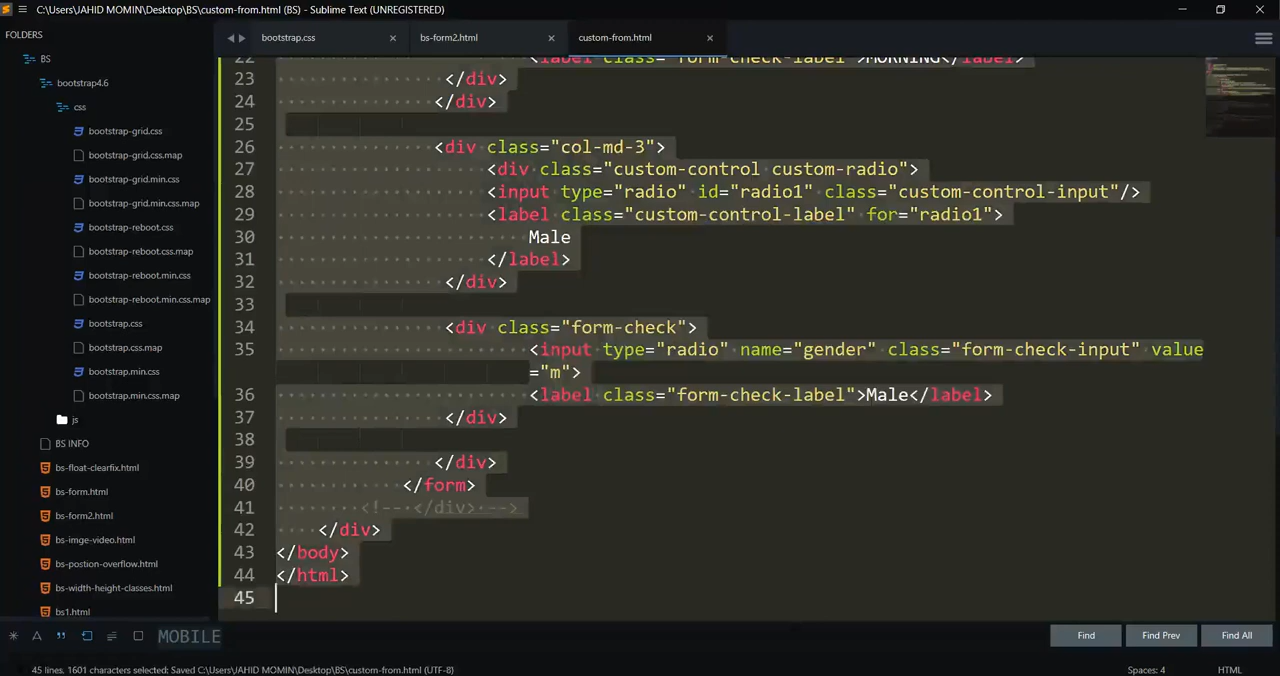 C:\Users\JAHID MOMIN\Desktop\BS\custom-from.html (BS) - Sublime Text (UNREGISTERED)
FOLDERS
bootstrap.css
bs-form2.html
custom-from.html
BS
bootstrap4.6
css
bootstrap-grid.css
bootstrap-grid.css.map
bootstrap-grid.min.css
bootstrap-grid.min.css.map
bootstrap-reboot.css
bootstrap-reboot.css.map
bootstrap-reboot.min.css
bootstrap-reboot.min.css.map
bootstrap.css
bootstrap.css.map
bootstrap.min.css
bootstrap.min.css.map
js
BS INFO
bs-float-clearfix.html
bs-form.html
bs-form2.html
bs-imge-video.html
bs-postion-overflow.html
bs-width-height-classes.html
bs1.html
22 <label class="form-check-label">MORNING</label>
23 </div>
24 </div>
25
26 <div class="col-md-3">
27 <div class="custom-control custom-radio">
28 <input type="radio" id="radio1" class="custom-control-input"/>
29 <label class="custom-control-label" for="radio1">
30 Male
31 </label>
32 </div>
33
34 <div class="form-check">
35 <input type="radio" name="gender" class="form-check-input" value
="m">
36 <label class="form-check-label">Male</label>
37 </div>
38
39 </div>
40 </form>
41 <!-- </div> -->
42 </div>
43 </body>
44 </html>
45
MOBILE
Find
Find Prev
Find All
45 lines, 1601 characters selected; Saved C:\Users\JAHID MOMIN\Desktop\BS\custom-from.html (UTF-8)
Spaces: 4
HTML